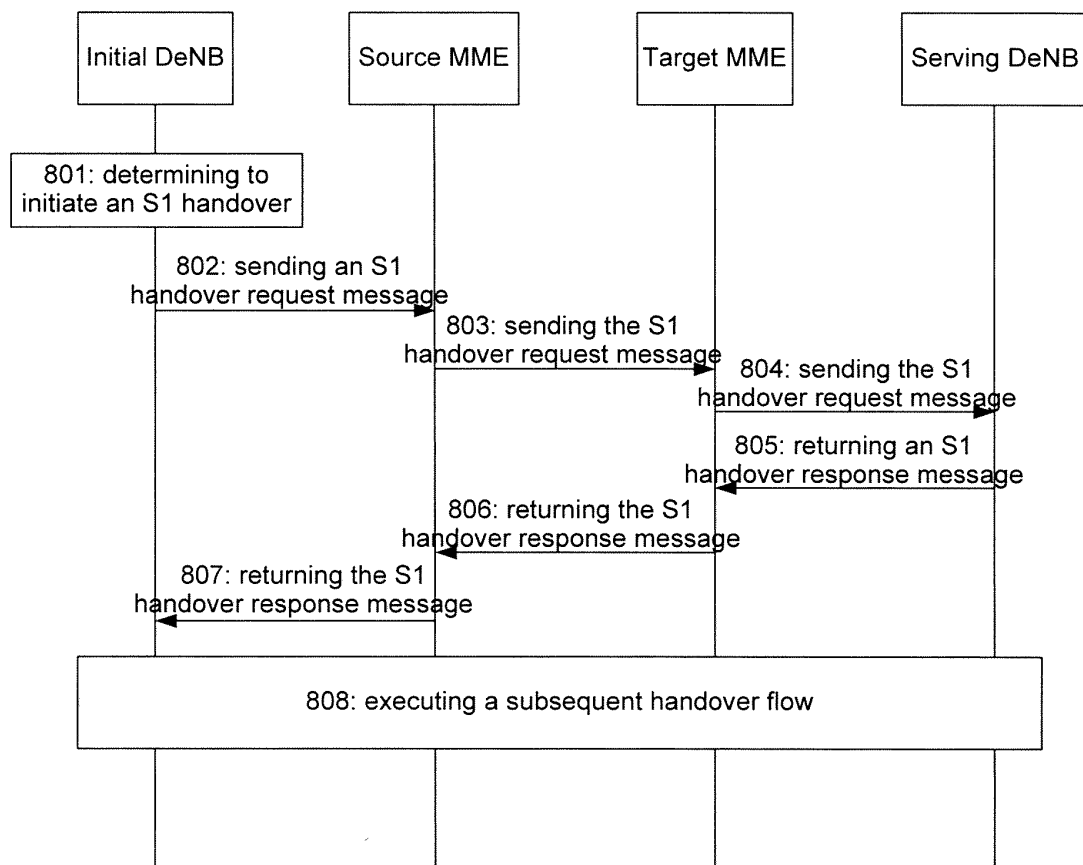 Initial DeNB
Source MME
Target MME
Serving DeNB
801: determining to
initiate an S1 handover
802: sending an S1
handover request message
803: sending the S1
handover request message
804: sending the S1
handover request message
805: returning an S1
handover response message
806: returning the S1
handover response message
807: returning the S1
handover response message
808: executing a subsequent handover flow